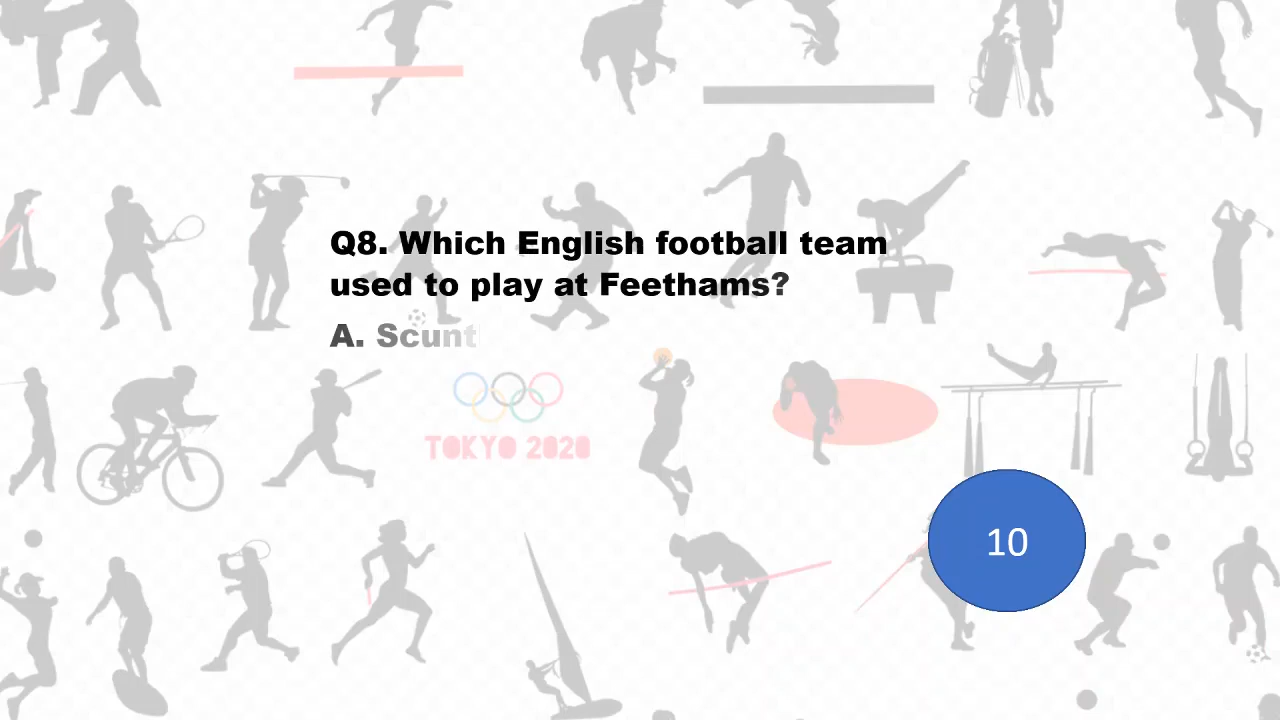 Q8. Which English football team
used to play at Feethams?
A. Scunt
TOKYO 2020
10